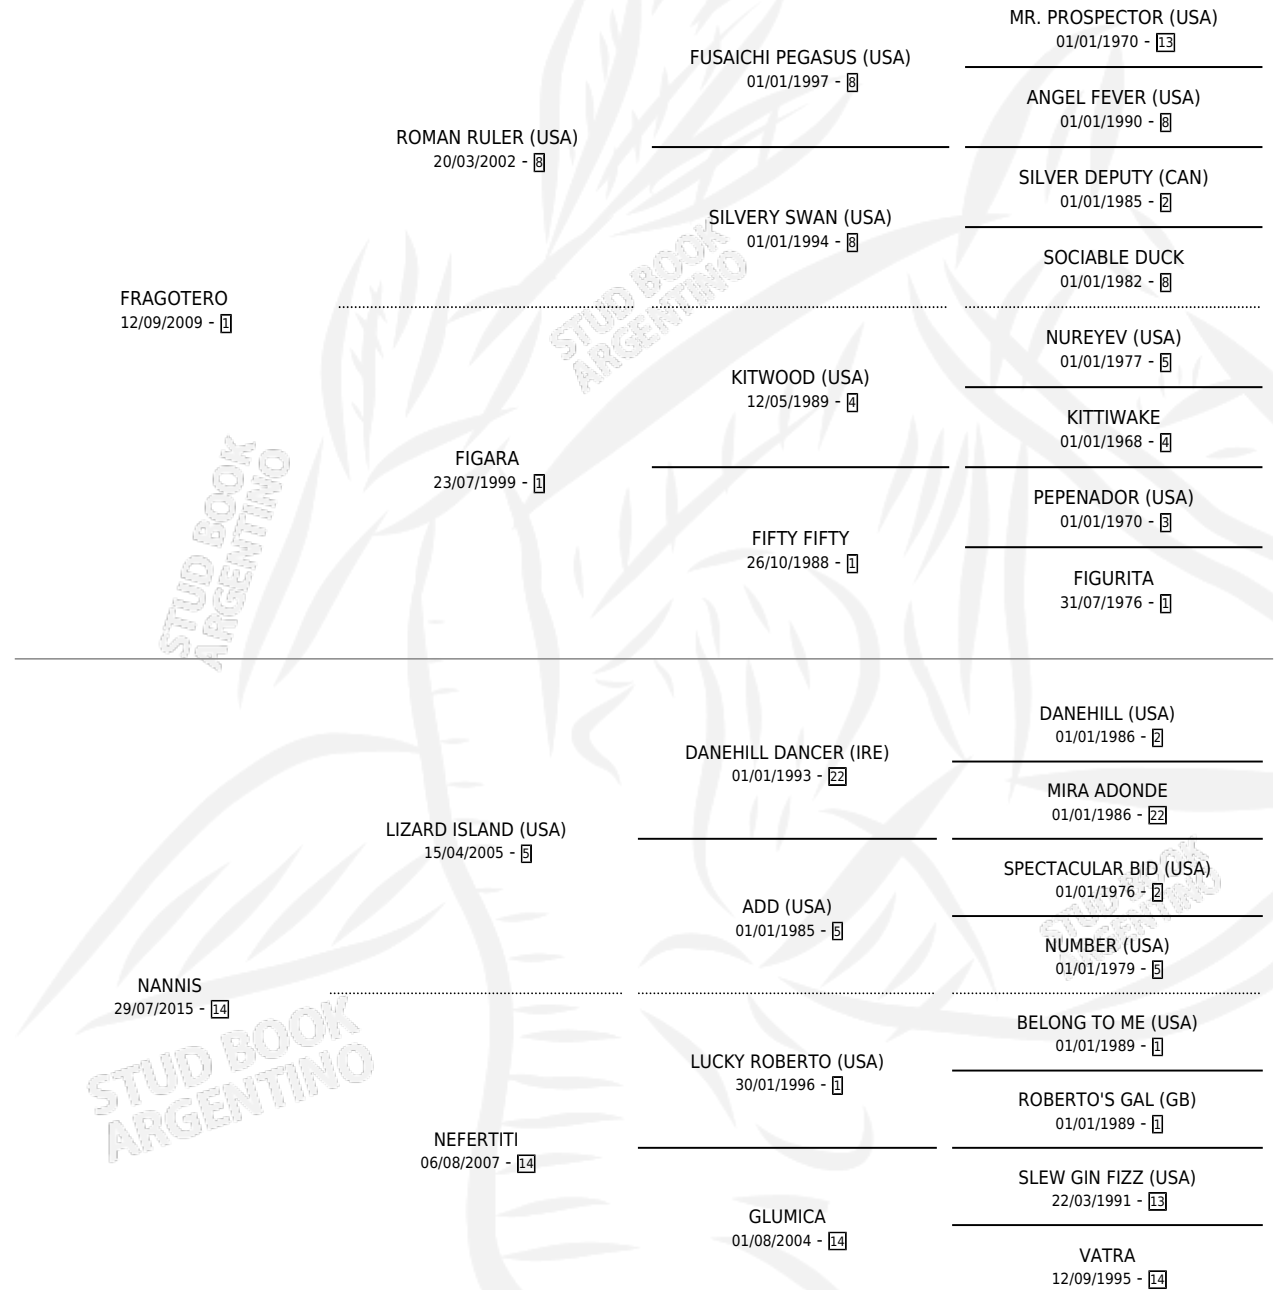 MR. PROSPECTOR (USA)
01/01/1970 - 13
FUSAICHI PEGASUS (USA)
01/01/1997 - 8
ANGEL FEVER (USA)
01/01/1990 - 8
ROMAN RULER (USA)
20/03/2002 - 8
SILVER DEPUTY (CAN)
01/01/1985 - 2
SILVERY SWAN (USA)
01/01/1994 - 8
SOCIABLE DUCK
01/01/1982 - 8
FRAGOTERO
12/09/2009 - 1
STUD BOOK
ARGENTINO
NUREYEV (USA)
01/01/1977 - 5
KITWOOD (USA)
12/05/1989 - 4
KITTIWAKE
01/01/1968 - 4
FIGARA
23/07/1999 - 1
PEPENADOR (USA)
01/01/1970 - 3
FIFTY FIFTY
26/10/1988 - 1
FIGURITA
31/07/1976 - 1
STUD BOOK
ARGENTINO
DANEHILL (USA)
01/01/1986 - 2
DANEHILL DANCER (IRE)
01/01/1993 - 22
MIRA ADONDE
01/01/1986 - 22
LIZARD ISLAND (USA)
15/04/2005 - 5
SPECTACULAR BID (USA)
01/01/1976 - 2
ADD (USA)
01/01/1985 - 5
NUMBER (USA)
01/01/1979 - 5
STUD BOOK
ARGENTINO
NANNIS
29/07/2015 - 14
BELONG TO ME (USA)
01/01/1989 - 1
LUCKY ROBERTO (USA)
30/01/1996 - 1
ROBERTO'S GAL (GB)
01/01/1989 - 1
STUD BOOK
ARGENTINO
NEFERTITI
06/08/2007 - 14
SLEW GIN FIZZ (USA)
22/03/1991 - 13
GLUMICA
01/08/2004 - 14
VATRA
12/09/1995 - 14